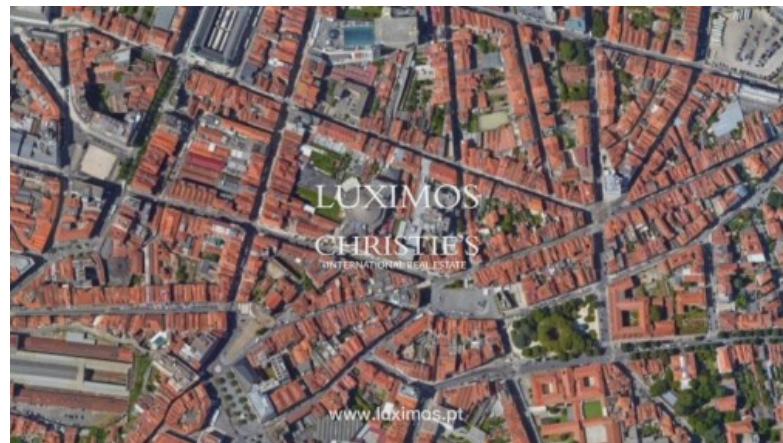 LUXIMOS
CHRISTIE'S
INTERNATIONAL REAL ESTATE
www.luximos.pt